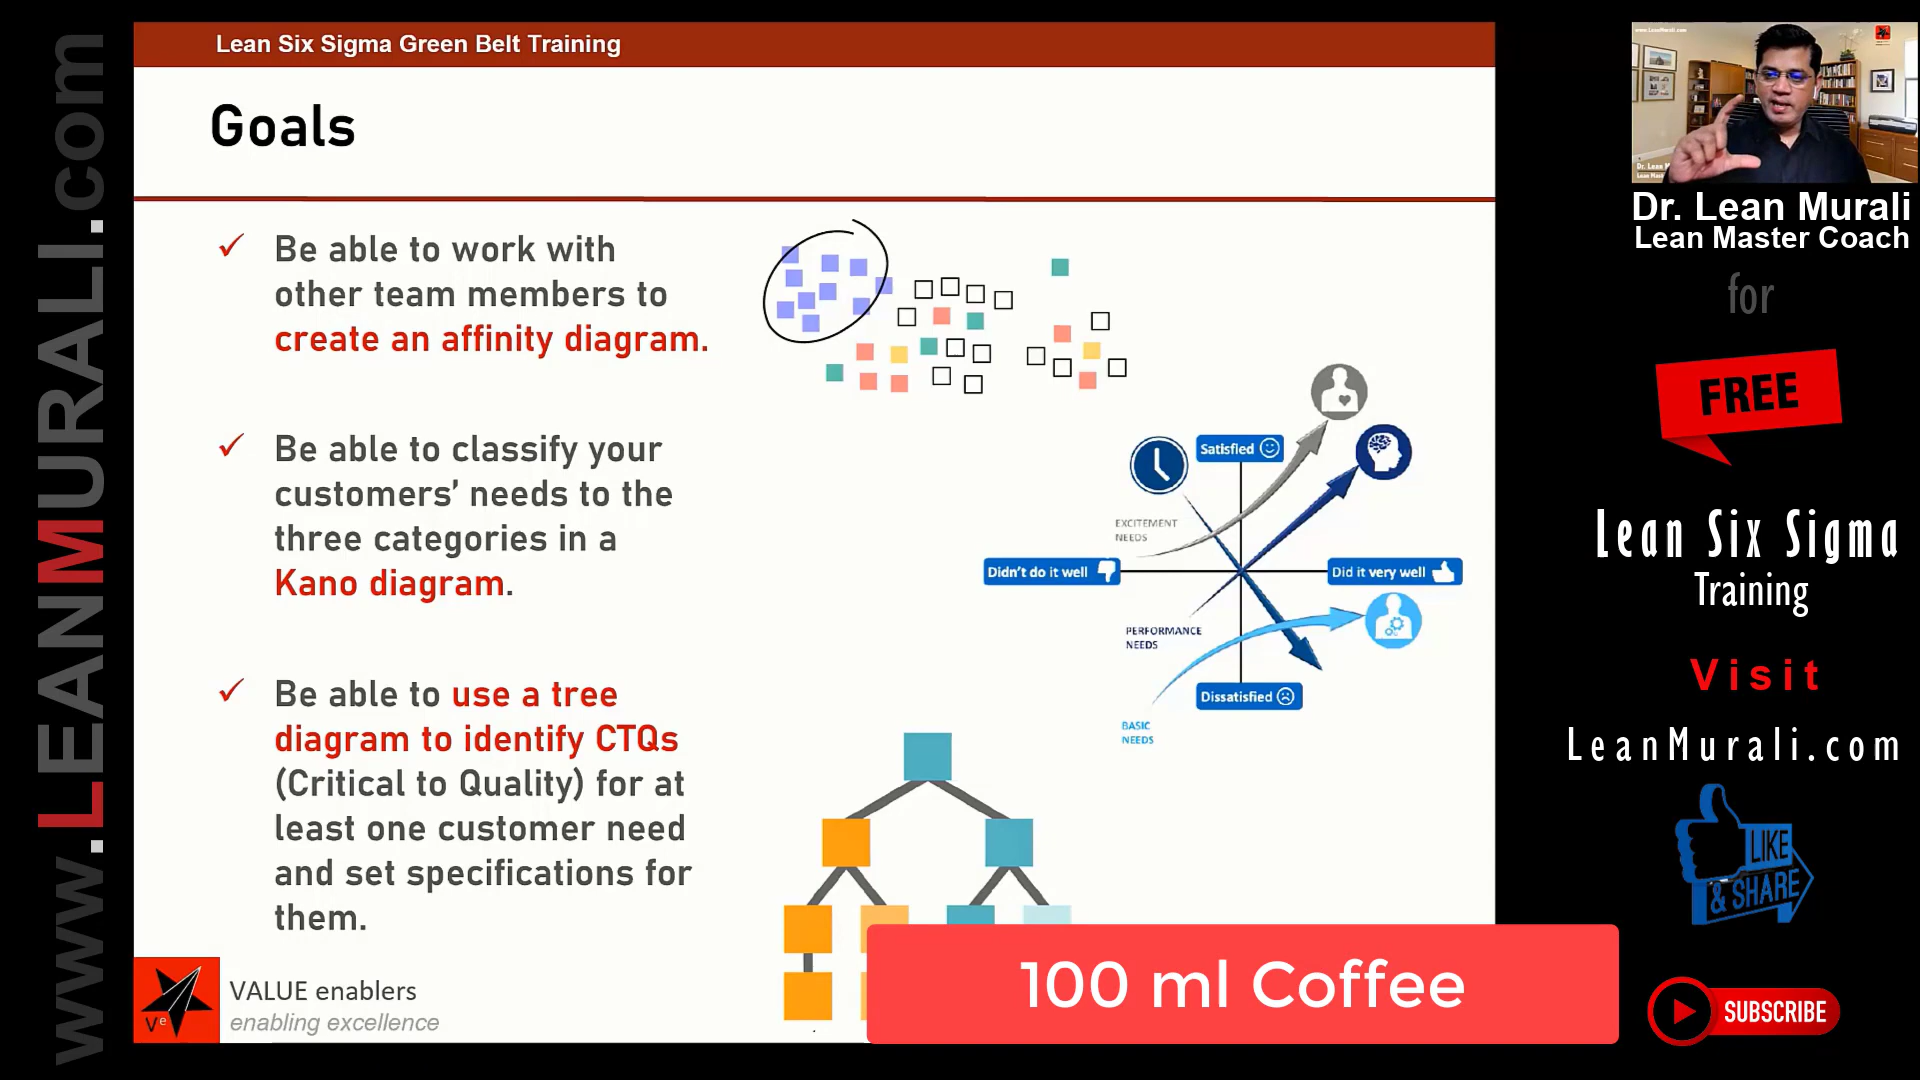 www.LEANMURALI.com
Lean Six Sigma Green Belt Training
Goals
✓ Be able to work with
other team members to
create an affinity diagram.
✓ Be able to classify your
customers’ needs to the
three categories in a
Kano diagram.
✓ Be able to use a tree
diagram to identify CTQs
(Critical to Quality) for at
least one customer need
and set specifications for
them.
Satisfied
EXCITEMENT
NEEDS
Didn't do it well
Did it very well
PERFORMANCE
NEEDS
Dissatisfied
BASIC
NEEDS
Ve
VALUE enablers
enabling excellence
100 ml Coffee
Dr. Lean Murali
Lean Master Coach
for
FREE
Lean Six Sigma
Training
Visit
LeanMurali.com
LIKE
& SHARE
SUBSCRIBE